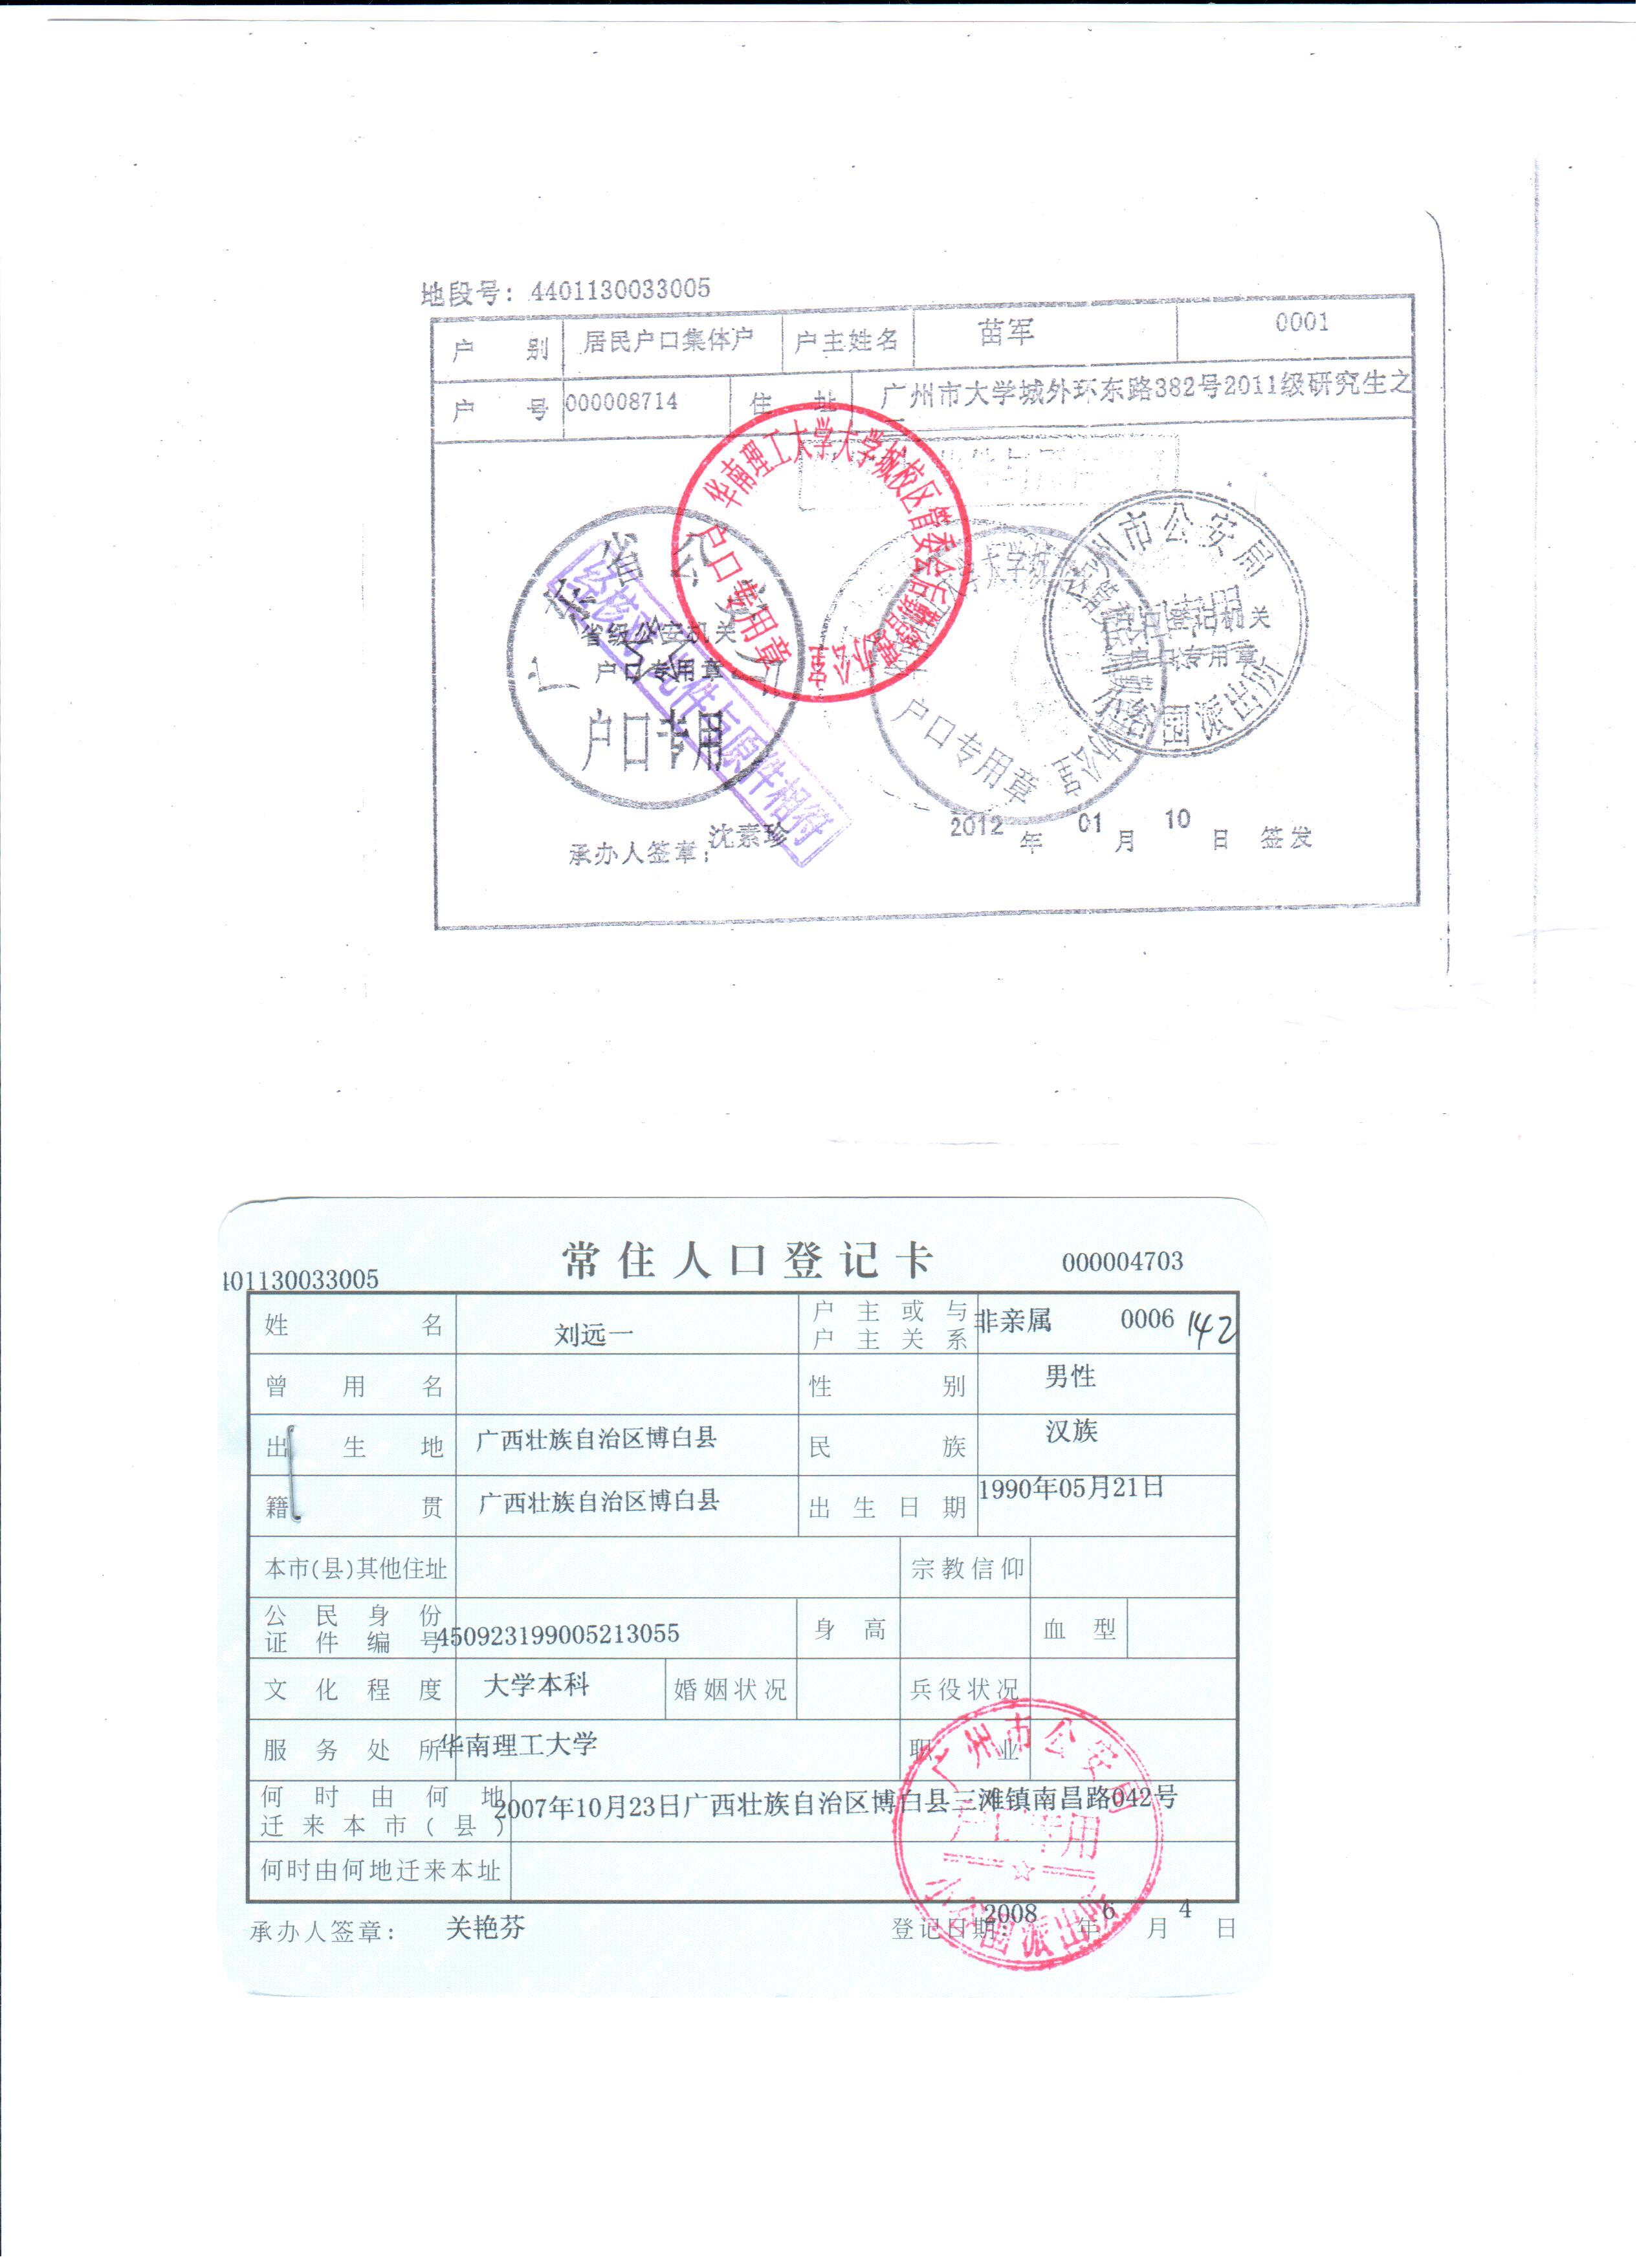 地段号: 4401130033005
户 别 居民户口集体户 户主姓名 苗军 0001
户 号 000008714 住 址 广州市大学城外环东路382号2011级研究生之
华南理工大学大学城校区管委会后勤管理办公室
户口专用章
省级公安机关
户口专用章
户口专用
经核对此件与原件相符
户口专用章
广州市公安局
户口登记机关
户口专用章
小谷围派出所
承办人签章: 沈素珍
2012 年 01 月 10 日 签发
常住人口登记卡
401130033005 000004703
姓 名 刘远一 户主或与户主关系 非亲属 0006 142
曾用名 性 别 男性
出生地 广西壮族自治区博白县 民 族 汉族
籍 贯 广西壮族自治区博白县 出生日期 1990年05月21日
本市(县)其他住址 宗教信仰
公民身份证件编号 450923199005213055 身高 血型
文化程度 大学本科 婚姻状况 兵役状况
服务处所 华南理工大学 职业
何时由何地迁来本市(县) 2007年10月23日广西壮族自治区博白县三滩镇南昌路042号
何时由何地迁来本址
广州市公安局
户口专用
小谷围派出所
承办人签章: 关艳芬 登记日期: 2008 年 6 月 4 日